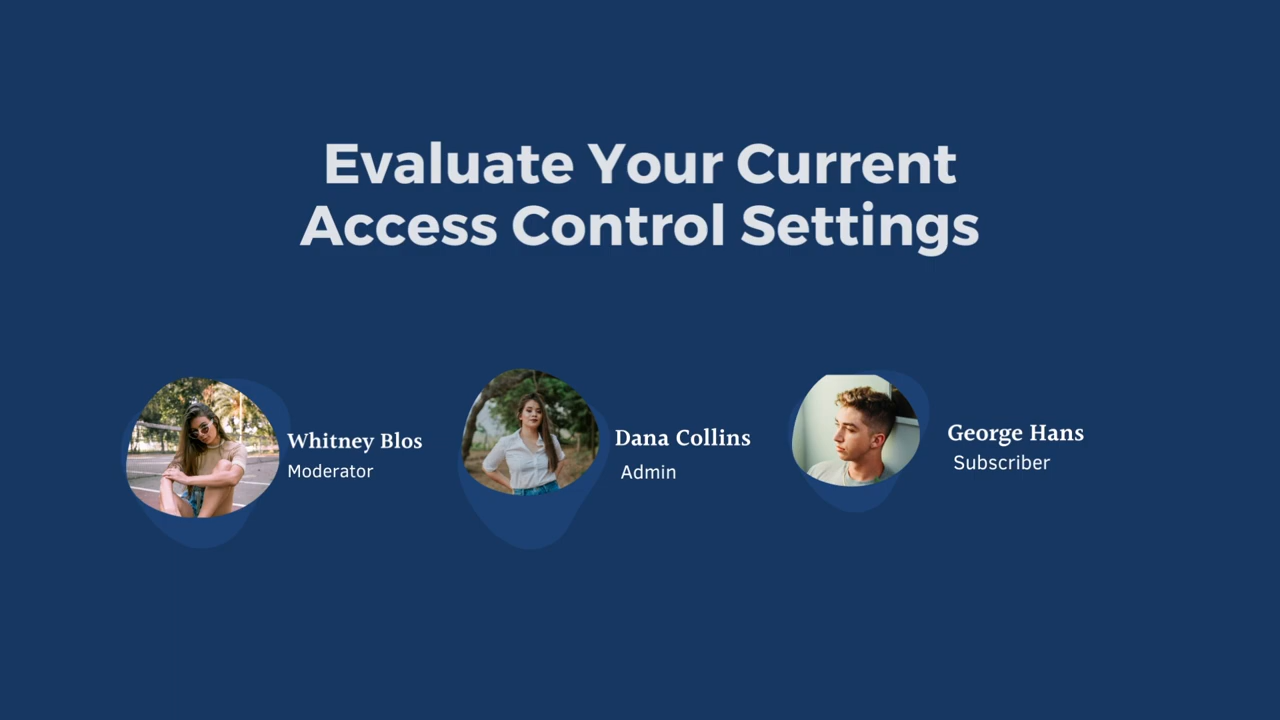 Evaluate Your Current
Access Control Settings
Whitney Blos
Moderator
Dana Collins
Admin
George Hans
Subscriber